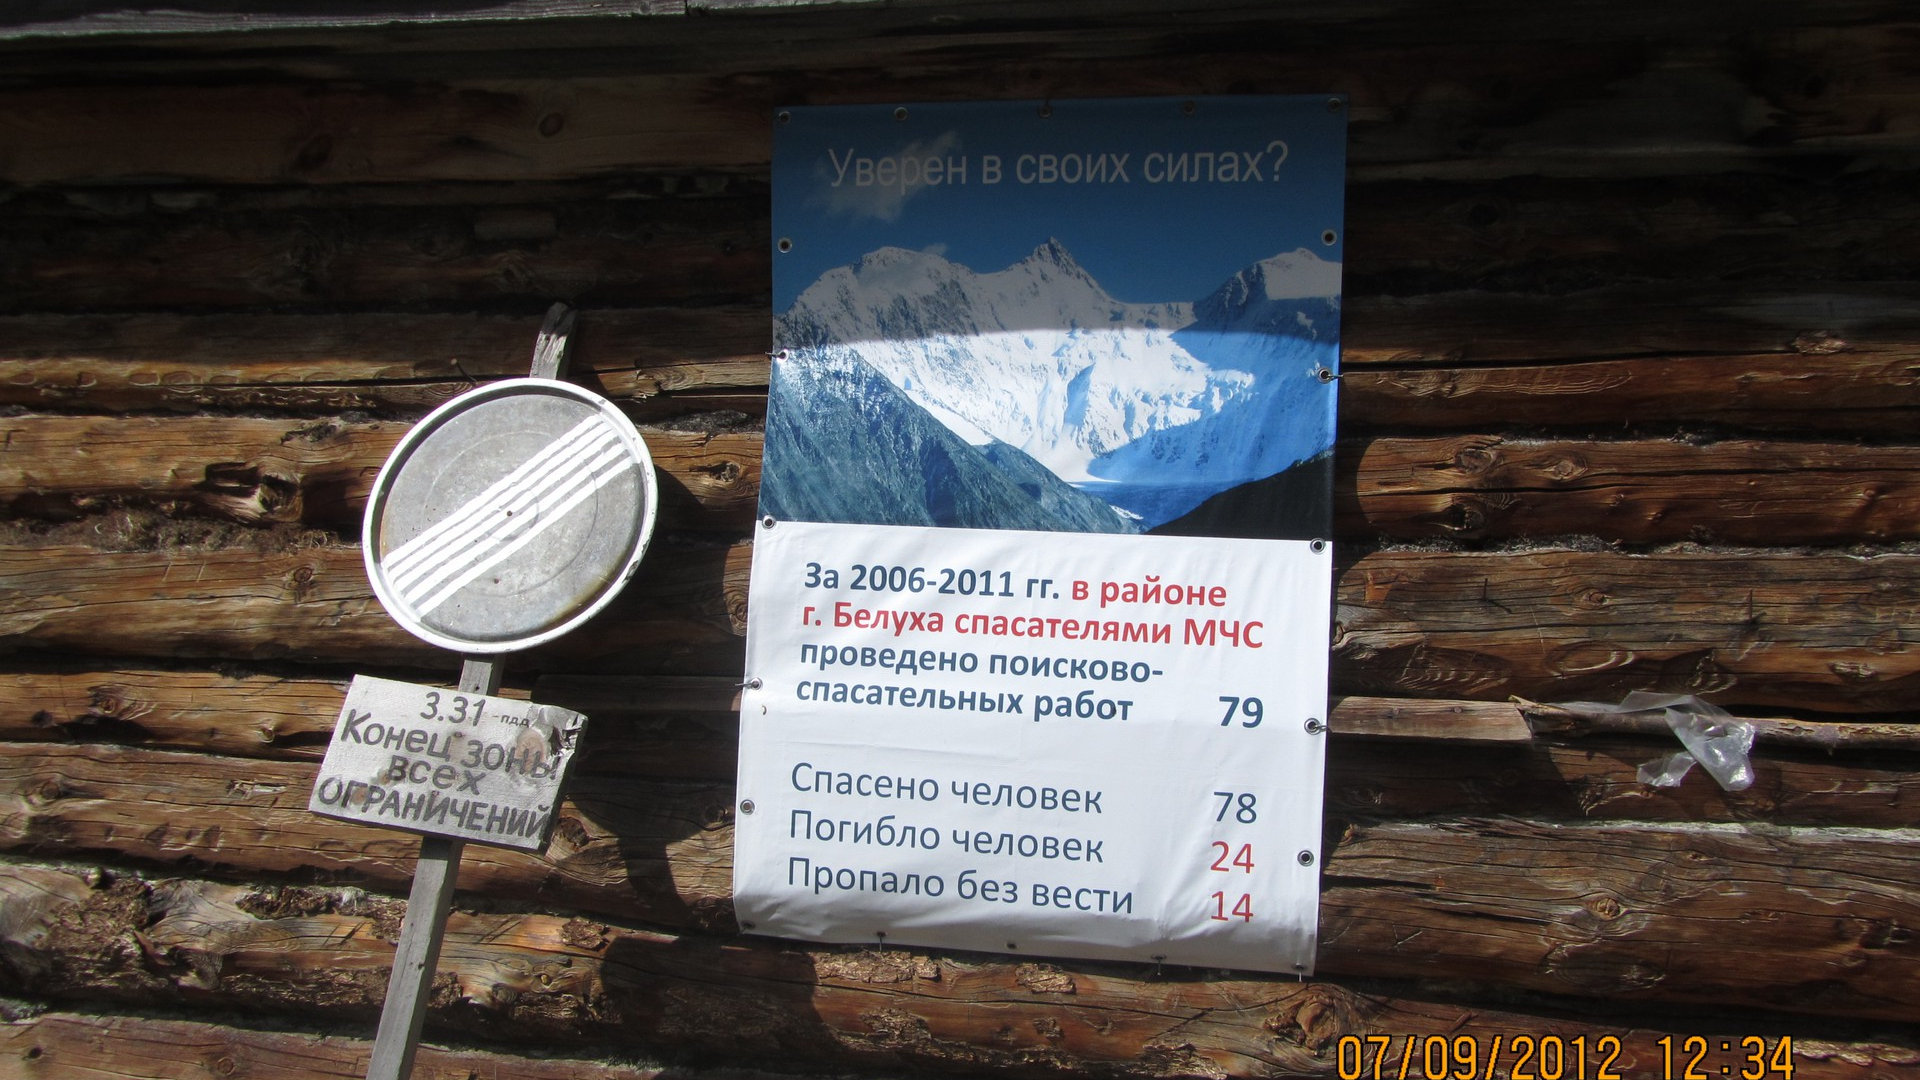 Уверен в своих силах?
За 2006-2011 гг. в районе
г. Белуха спасателями МЧС
проведено поисково-
спасательных работ 79
Спасено человек 78
Погибло человек 24
Пропало без вести 14
3.31 -пдд
Конец зоны
всех
ОГРАНИЧЕНИЙ
07/09/2012 12:34